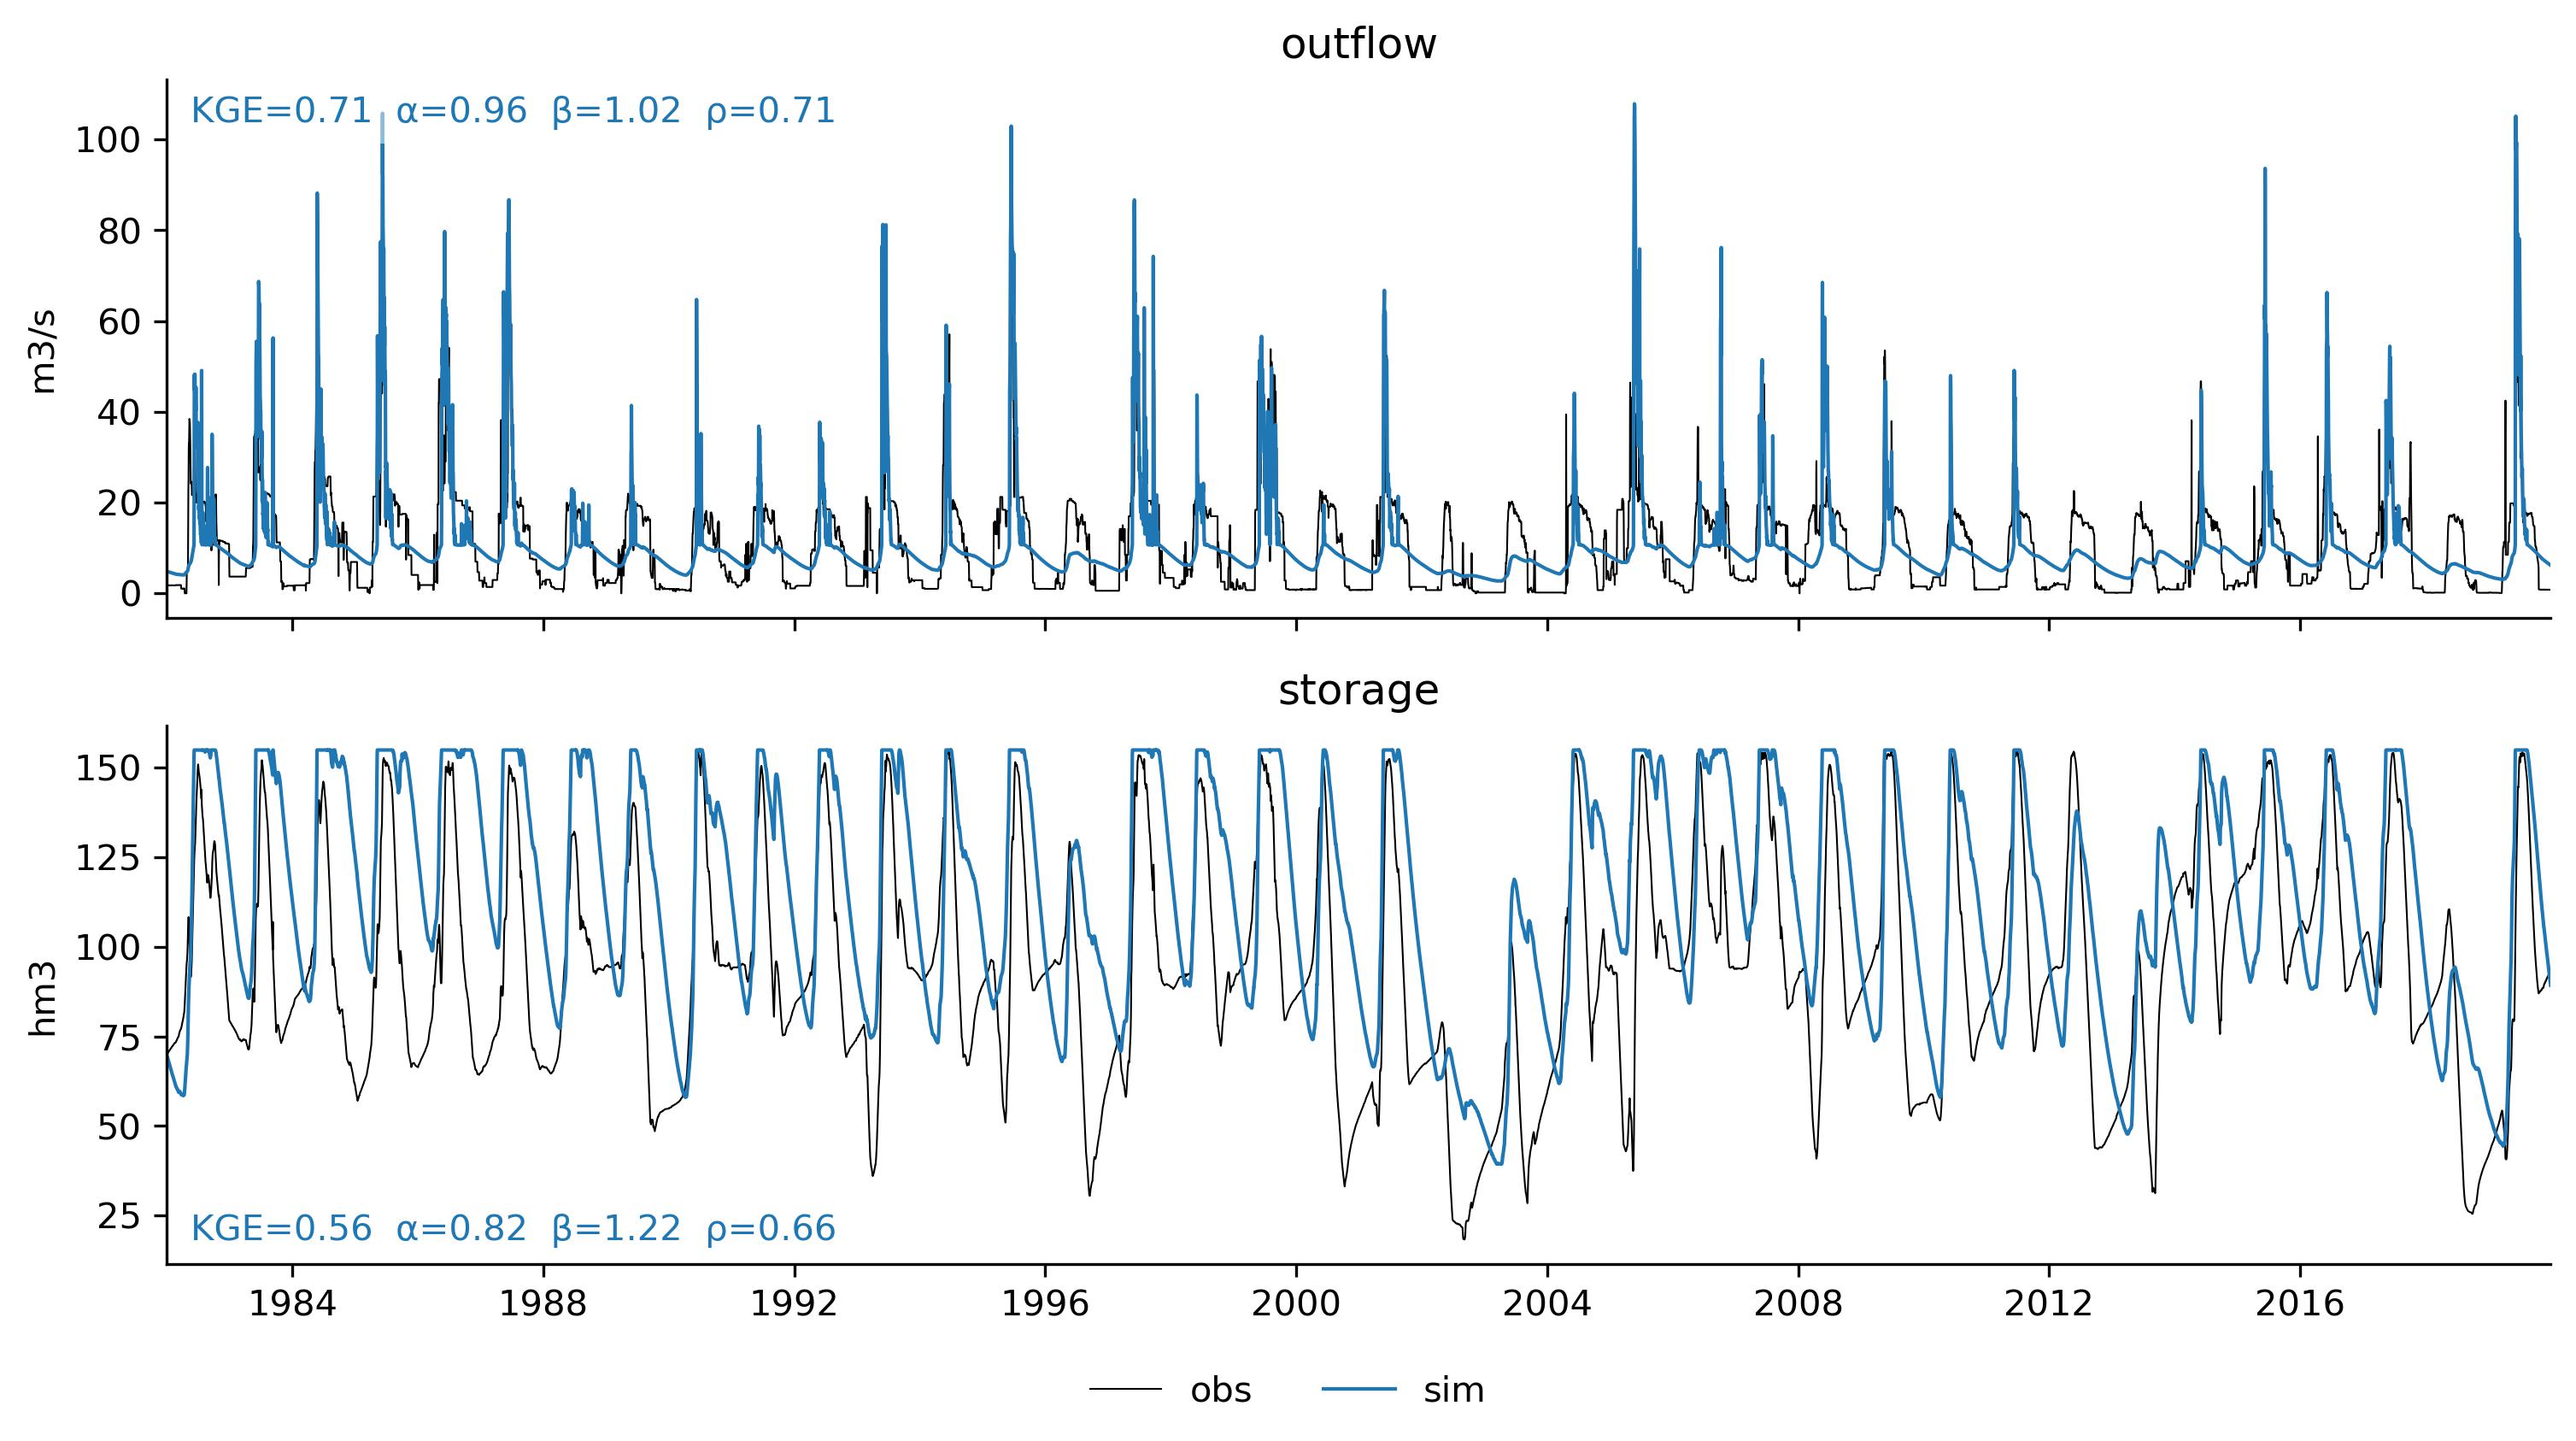 outflow
KGE=0.71 α=0.96 β=1.02 ρ=0.71
100
80
60
40
20
0
m3/s
storage
150
125
100
75
50
25
hm3
KGE=0.56 α=0.82 β=1.22 ρ=0.66
1984 1988 1992 1996 2000 2004 2008 2012 2016
obs sim